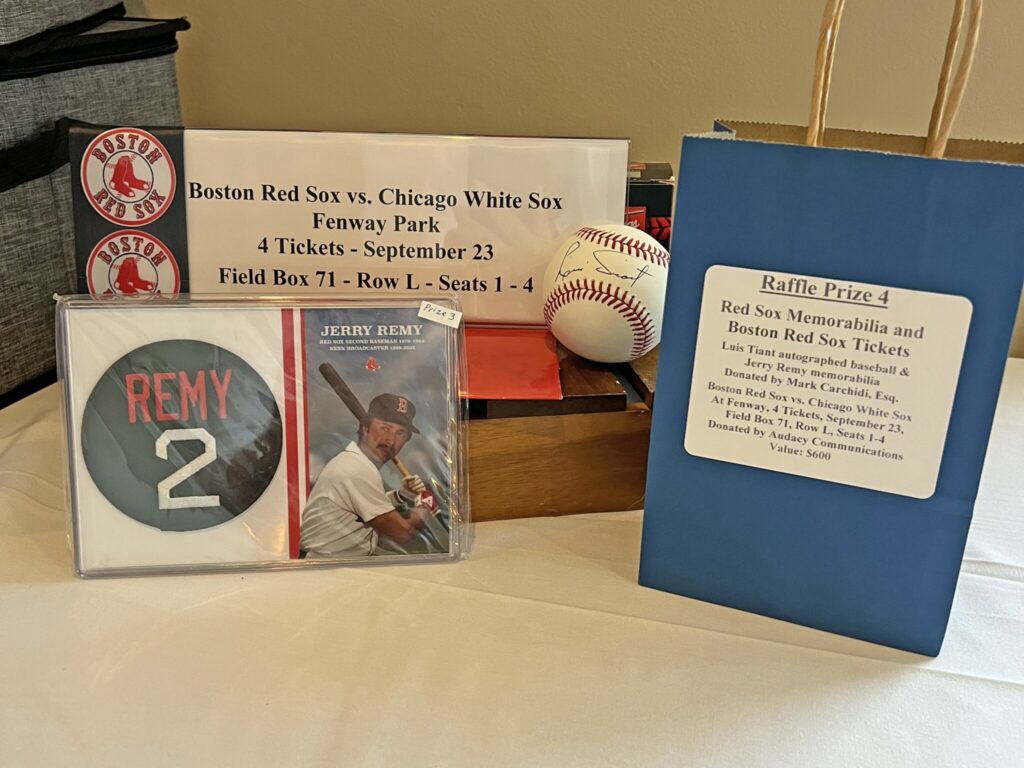 BOSTON
RED SOX
BOSTON
Boston Red Sox vs. Chicago White Sox
Fenway Park
4 Tickets - September 23
Field Box 71 - Row L - Seats 1 - 4
Luis Tiant
Prize 3
REMY
2
JERRY REMY
RED SOX SECOND BASEMAN 1978-1984
NESN BROADCASTER 1988-2021
B
Raffle Prize 4
Red Sox Memorabilia and
Boston Red Sox Tickets
Luis Tiant autographed baseball &
Jerry Remy memorabilia
Donated by Mark Carchidi, Esq.
Boston Red Sox vs. Chicago White Sox
At Fenway, 4 Tickets, September 23,
Field Box 71, Row L, Seats 1-4
Donated by Audacy Communications
Value: $600